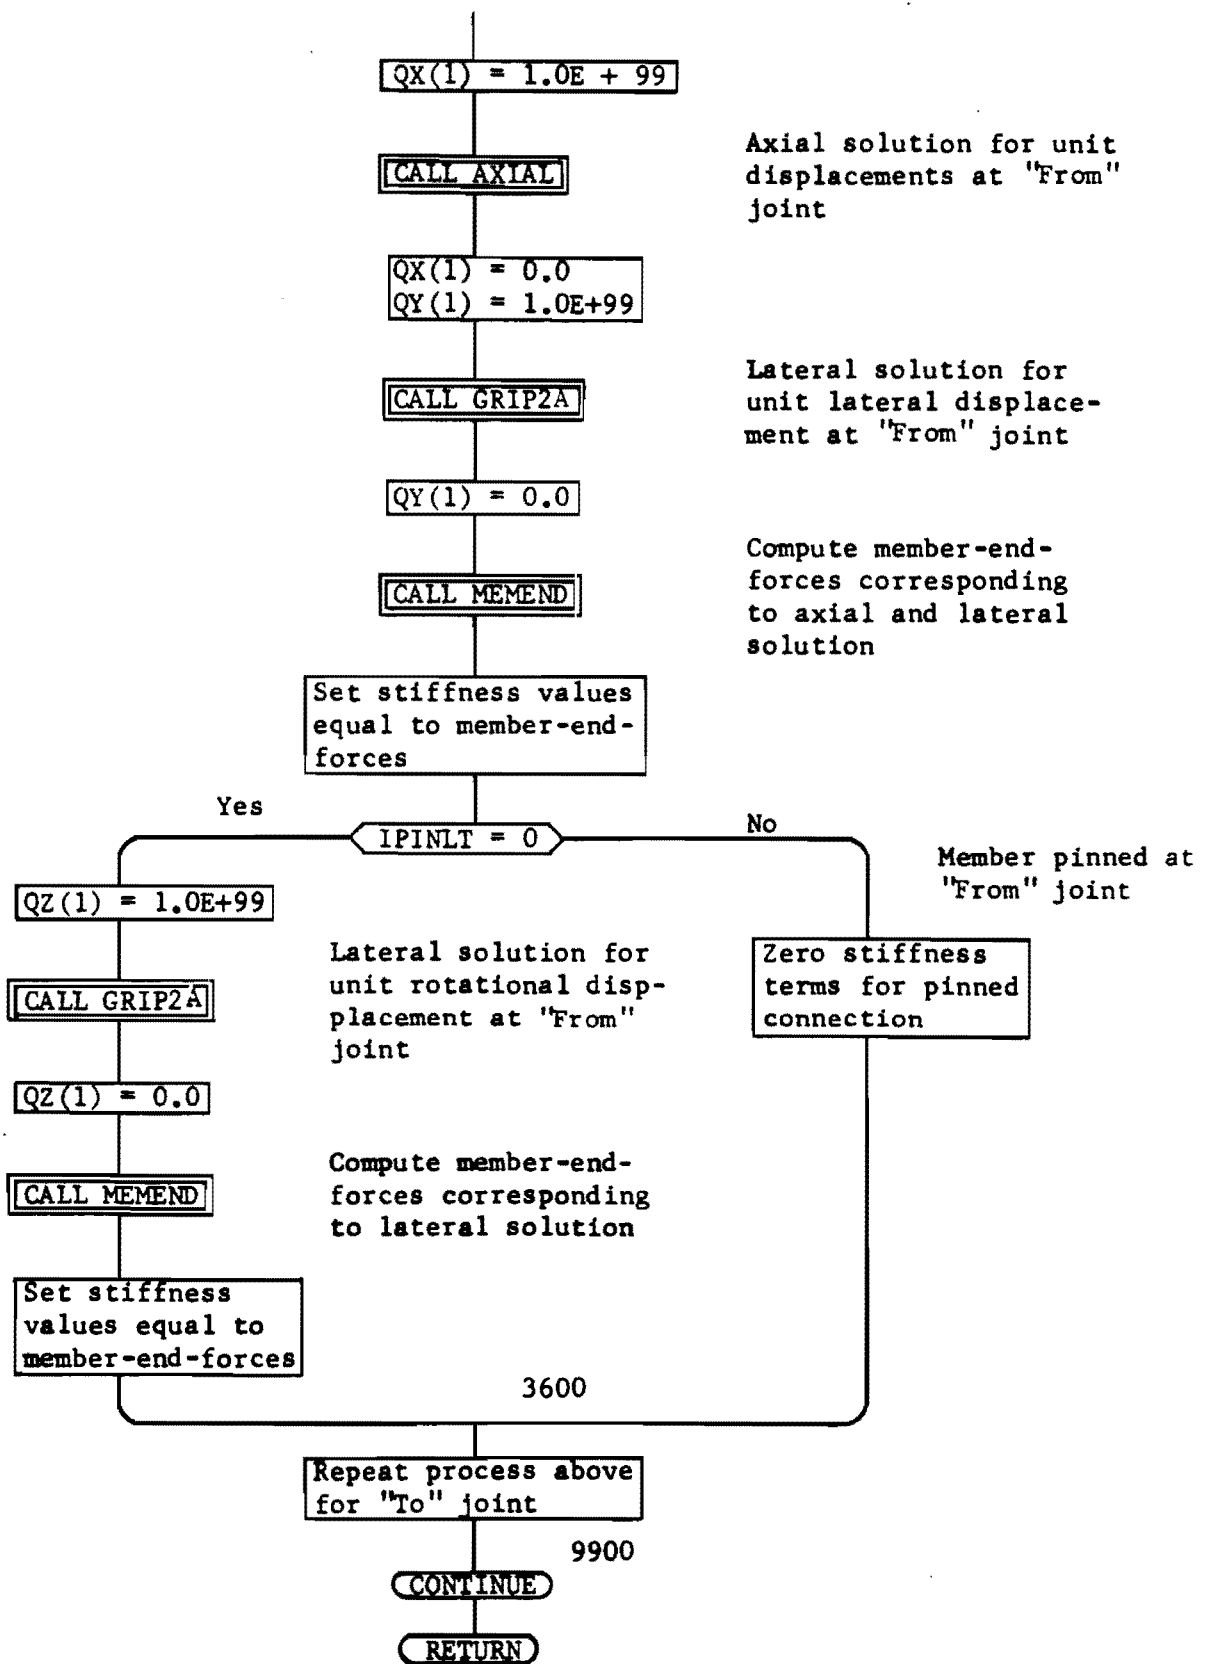 QX(1) = 1.0E + 99
CALL AXIAL
Axial solution for unit
displacements at "From"
joint
QX(1) = 0.0
QY(1) = 1.0E+99
CALL GRIP2A
Lateral solution for
unit lateral displace-
ment at "From" joint
QY(1) = 0.0
CALL MEMEND
Compute member-end-
forces corresponding
to axial and lateral
solution
Set stiffness values
equal to member-end-
forces
Yes
IPINLT = 0
No
Member pinned at
"From" joint
QZ(1) = 1.0E+99
CALL GRIP2A
Lateral solution for
unit rotational disp-
placement at "From"
joint
Zero stiffness
terms for pinned
connection
QZ(1) = 0.0
CALL MEMEND
Compute member-end-
forces corresponding
to lateral solution
Set stiffness
values equal to
member-end-forces
3600
Repeat process above
for "To" joint
9900
CONTINUE
RETURN